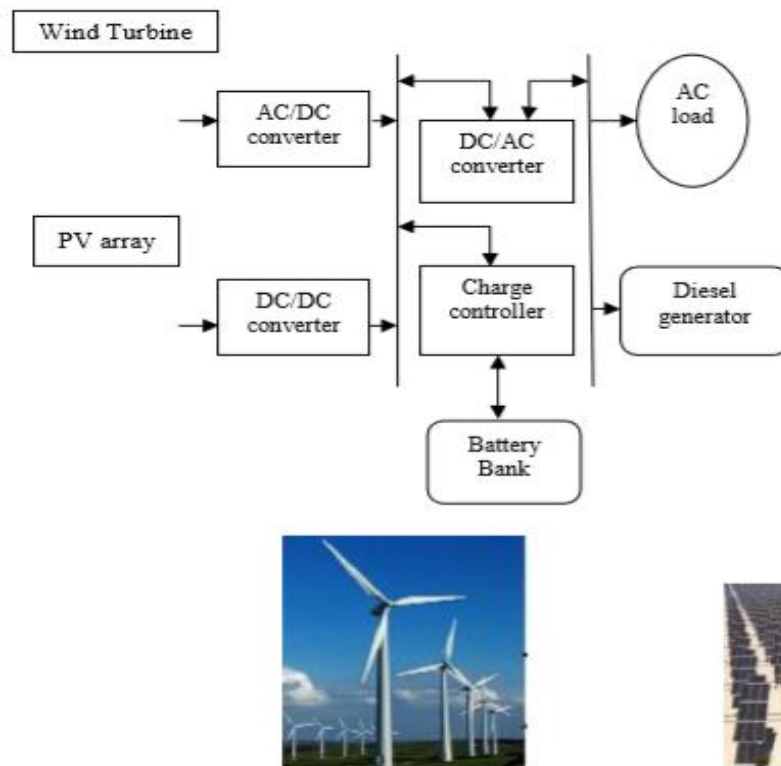 Wind Turbine
AC/DC
converter
DC/AC
converter
AC
load
PV array
DC/DC
converter
Charge
controller
Diesel
generator
Battery
Bank